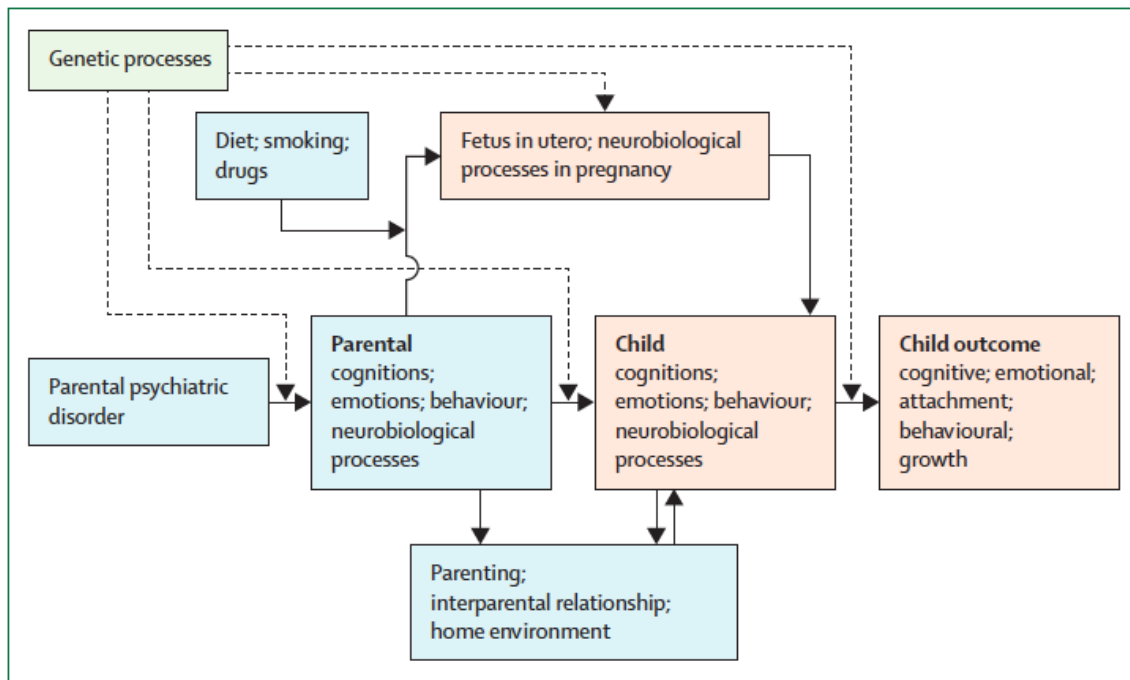 Genetic processes
Diet; smoking;
drugs
Fetus in utero; neurobiological
processes in pregnancy
Parental psychiatric
disorder
Parental
cognitions;
emotions; behaviour;
neurobiological
processes
Child
cognitions;
emotions; behaviour;
neurobiological
processes
Child outcome
cognitive; emotional;
attachment;
behavioural;
growth
Parenting;
interparental relationship;
home environment